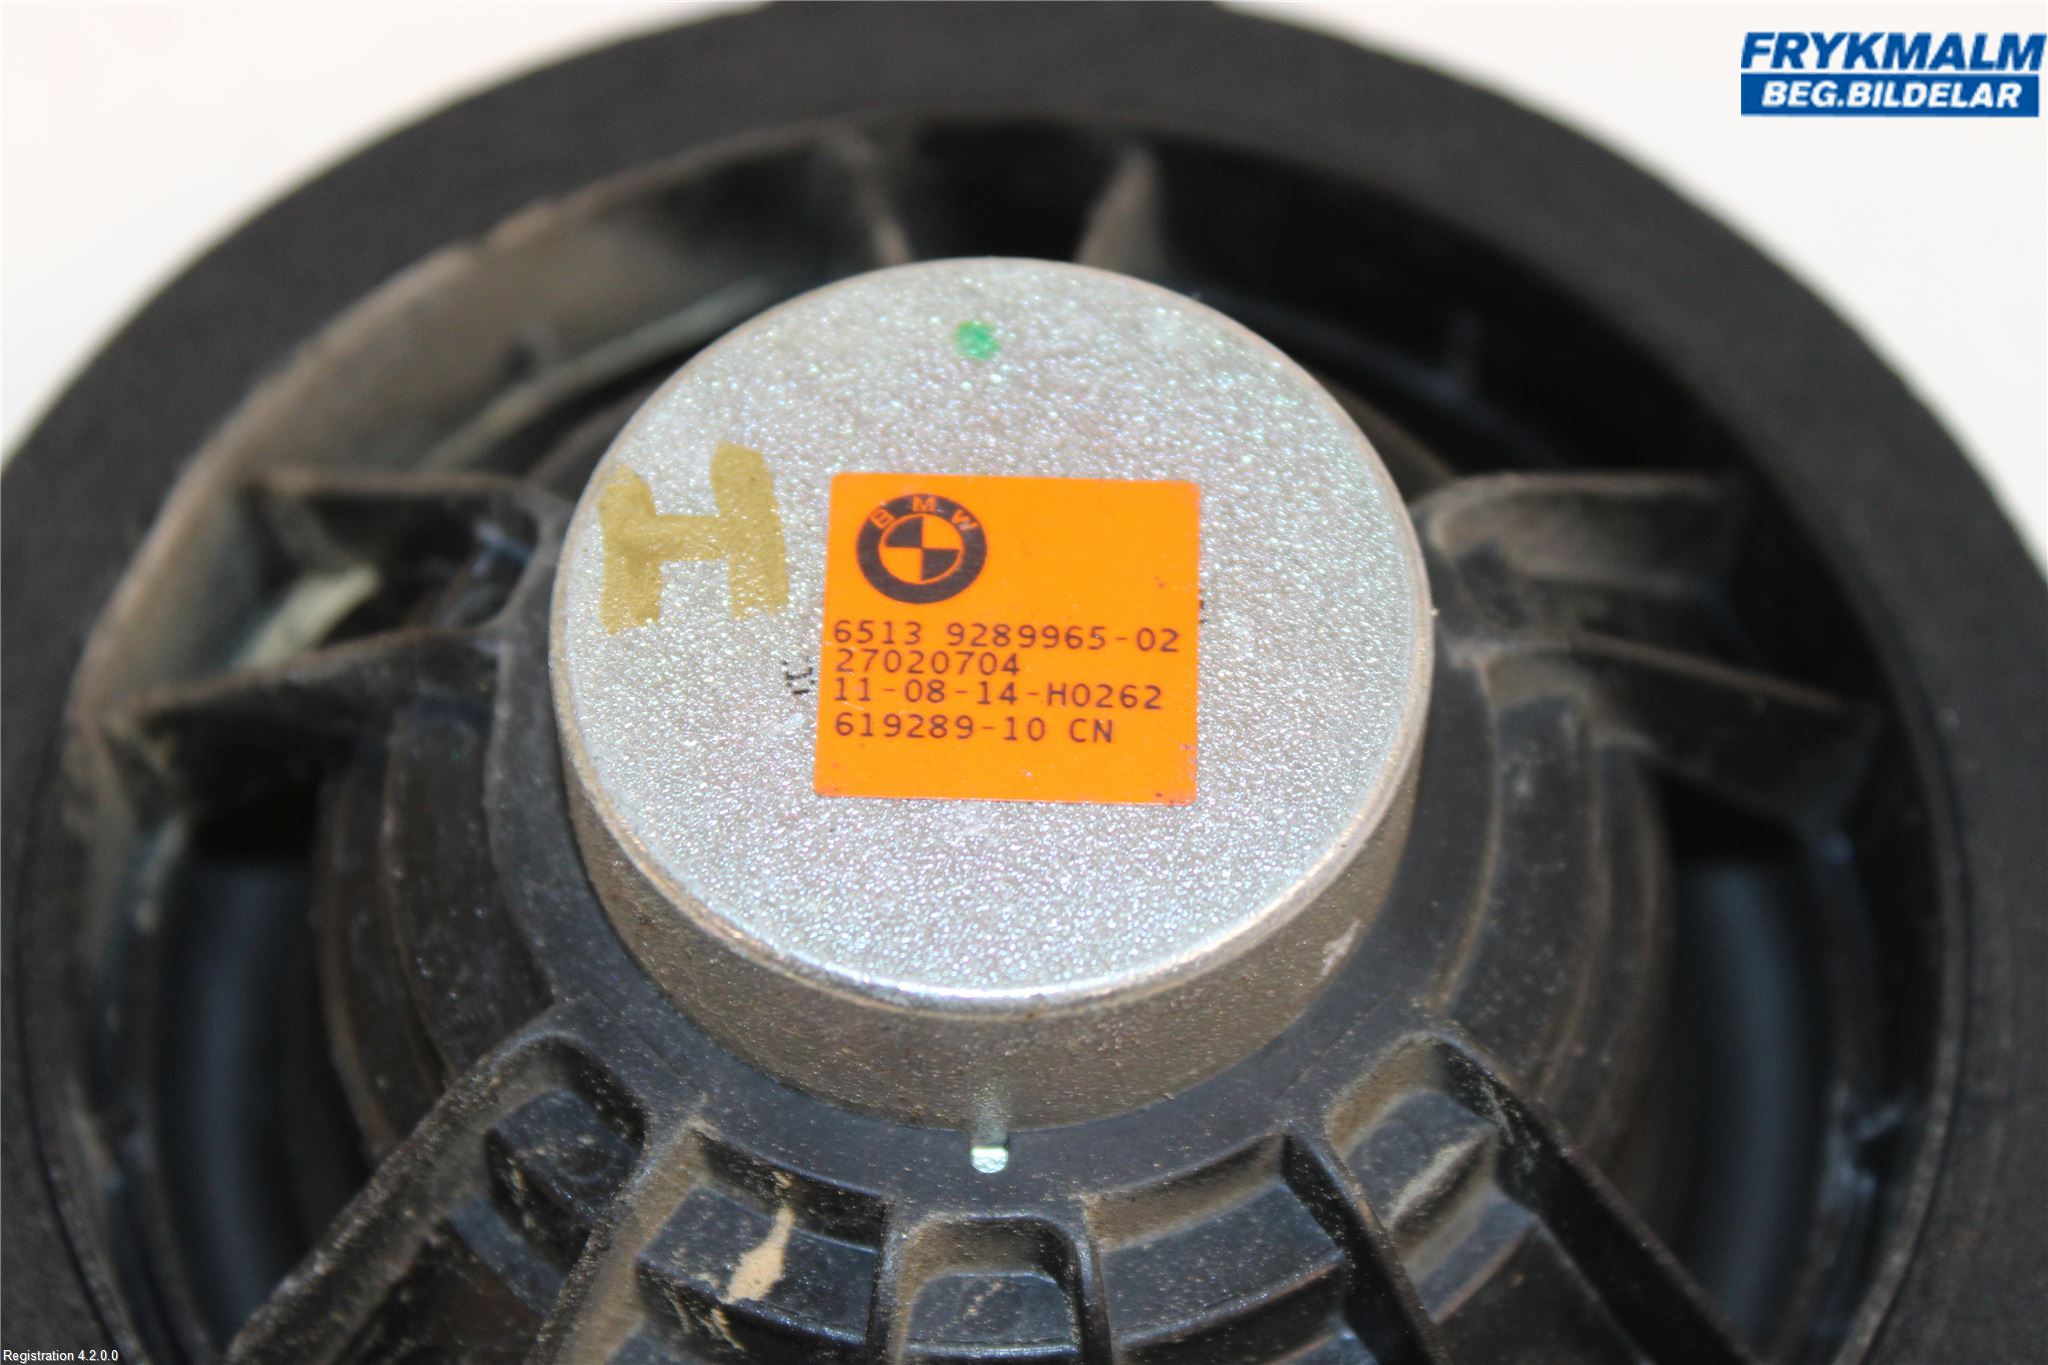 FRYKMALM
BEG.BILDELAR
H
BMW
6513 9289965-02
27020704
11-08-14-H0262
619289-10 CN
Registration 4.2.0.0